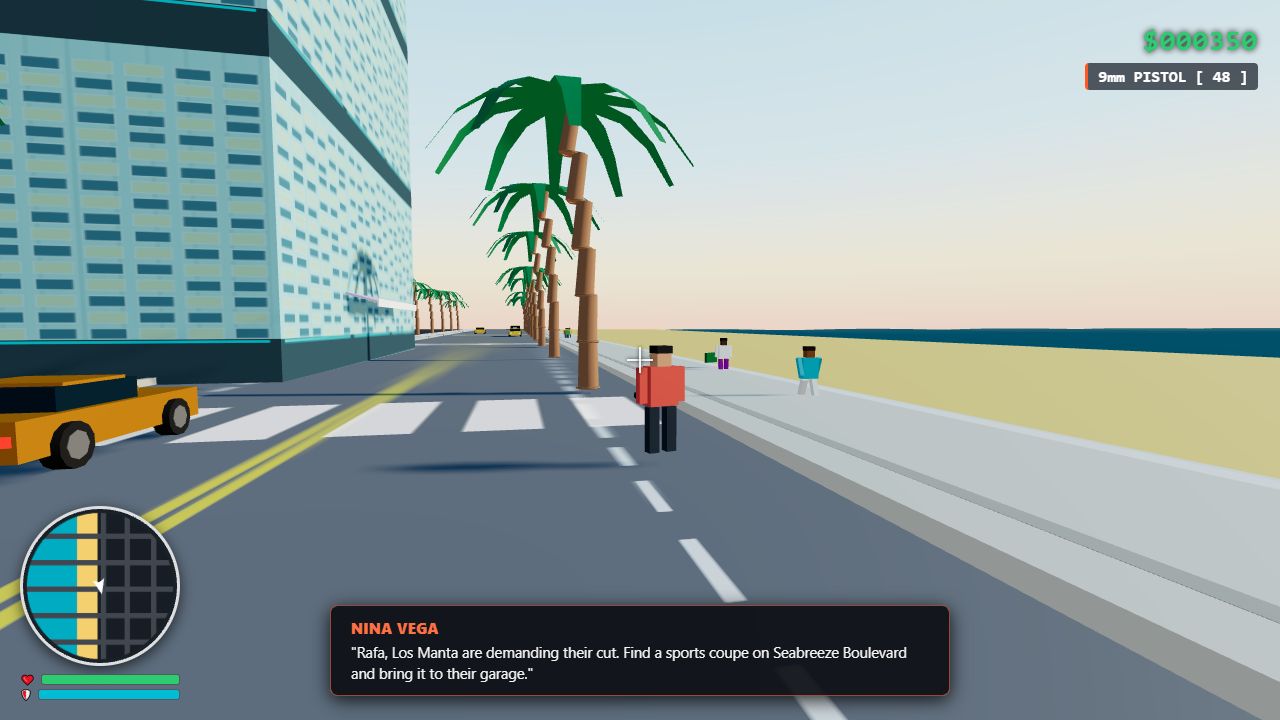 $000350
9mm PISTOL [ 48 ]
NINA VEGA
"Rafa, Los Manta are demanding their cut. Find a sports coupe on Seabreeze Boulevard
and bring it to their garage."